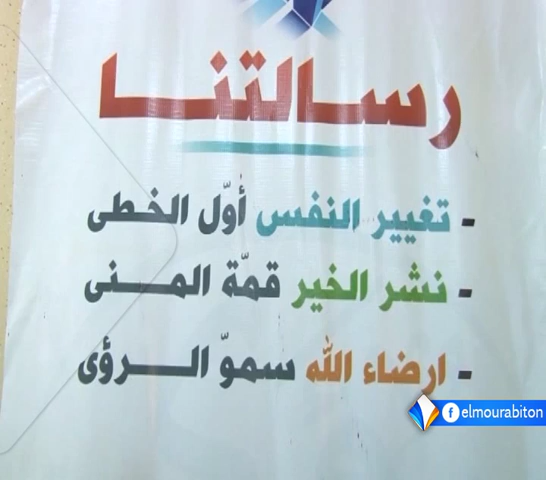 رسالتنا
- تغيير النفس أوّل الخطى
- نشر الخير قمّة المنى
- ارضاء الله سموّ الرؤى
elmourabiton